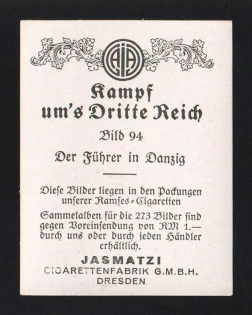 AJA
Kampf
um's Dritte Reich
Bild 94
Der Führer in Danzig
Diese Bilder liegen in den Packungen
unserer Ramses=Cigaretten
Sammelalben für die 273 Bilder sind
gegen Voreinsendung von RM 1.—
durch uns oder durch jeden Händler
erhältlich.
JASMATZI
CIGARETTENFABRIK G.M.B.H.
DRESDEN